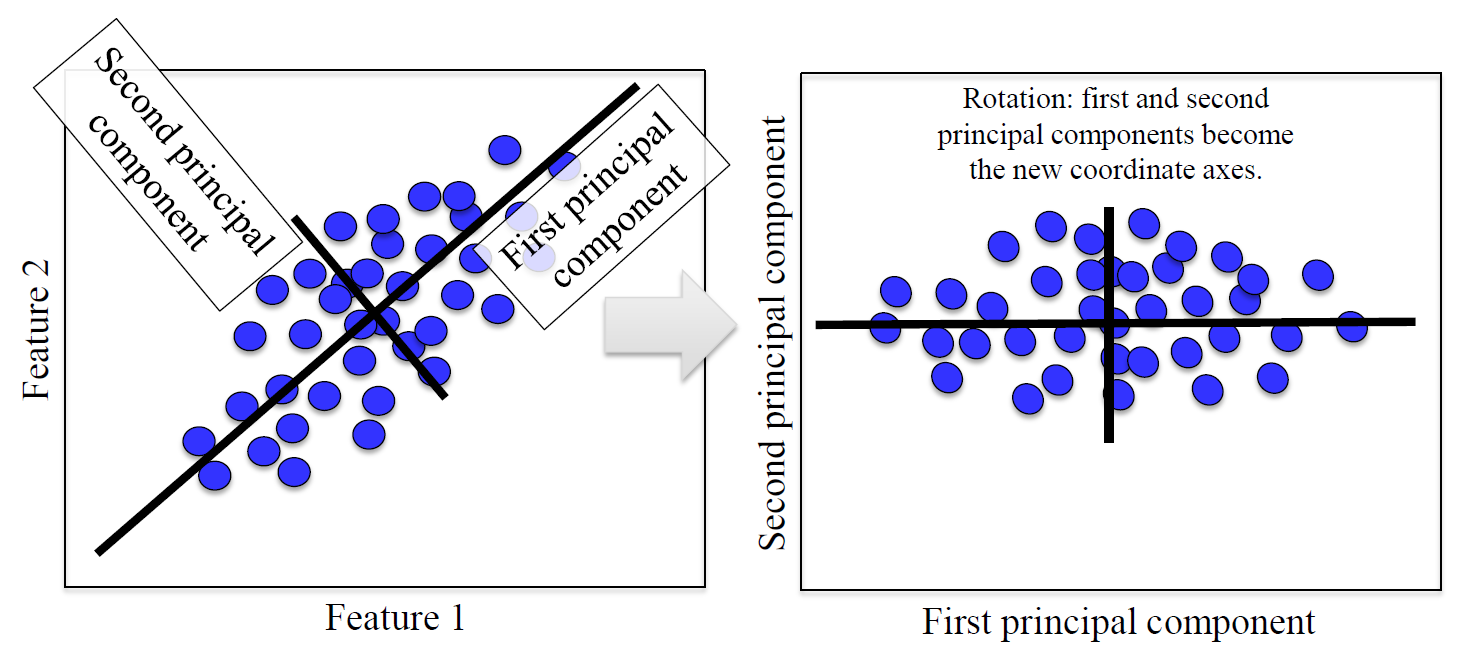 Second principal
component
First principal
component
Feature 2
Feature 1
Rotation: first and second
principal components become
the new coordinate axes.
Second principal component
First principal component